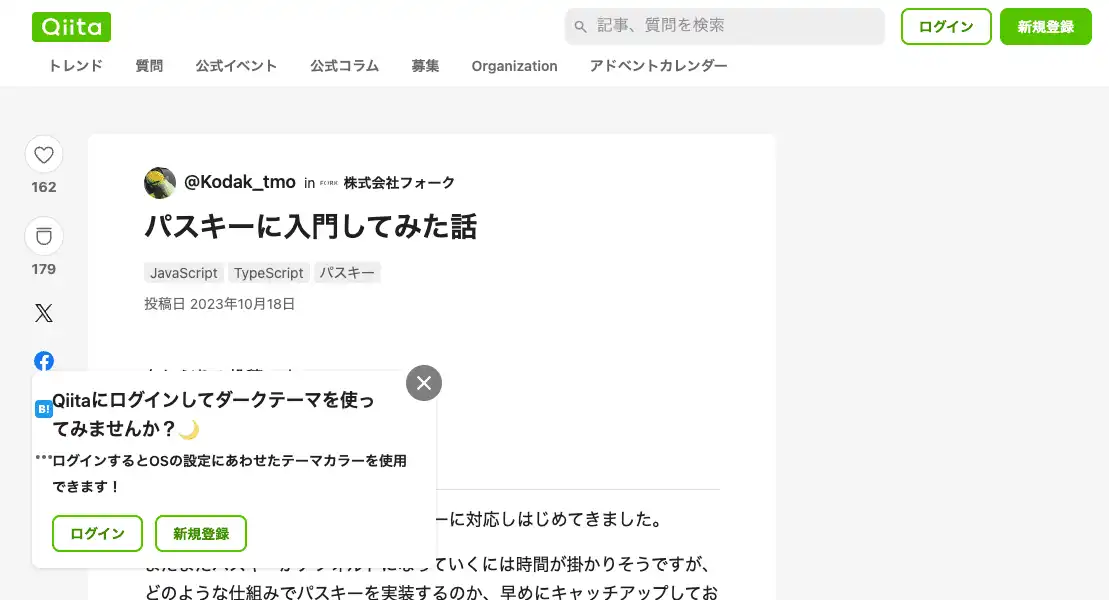 Qiita
記事、質問を検索
ログイン
新規登録
トレンド 質問 公式イベント 公式コラム 募集 Organization アドベントカレンダー
162
179
@Kodak_tmo in FORK 株式会社フォーク
パスキーに入門してみた話
JavaScript TypeScript パスキー
投稿日 2023年10月18日
B!
Qiitaにログインしてダークテーマを使っ
てみませんか？🌙
ログインするとOSの設定にあわせたテーマカラーを使用
できます！
ログイン 新規登録
ーに対応しはじめてきました。
っていくには時間が掛かりそうですが、
どのような仕組みでパスキーを実装するのか、早めにキャッチアップしてお